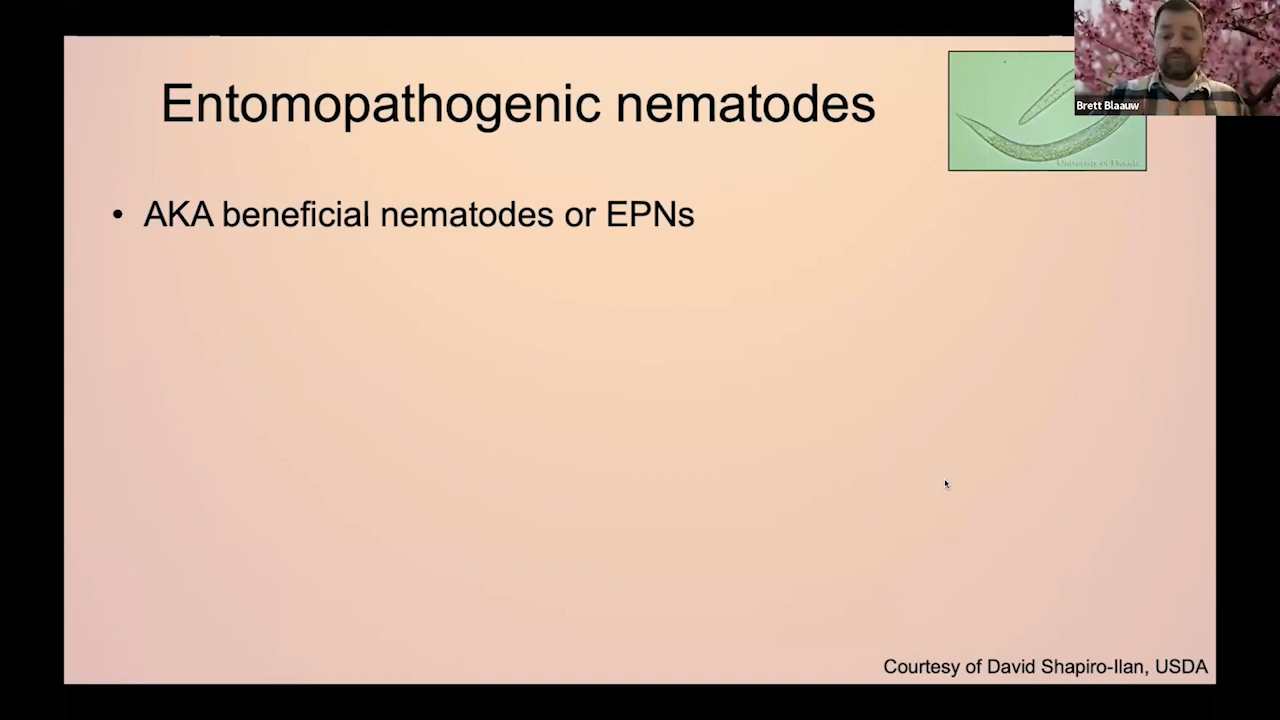 Entomopathogenic nematodes
Brett Blaauw
• AKA beneficial nematodes or EPNs
Courtesy of David Shapiro-Ilan, USDA